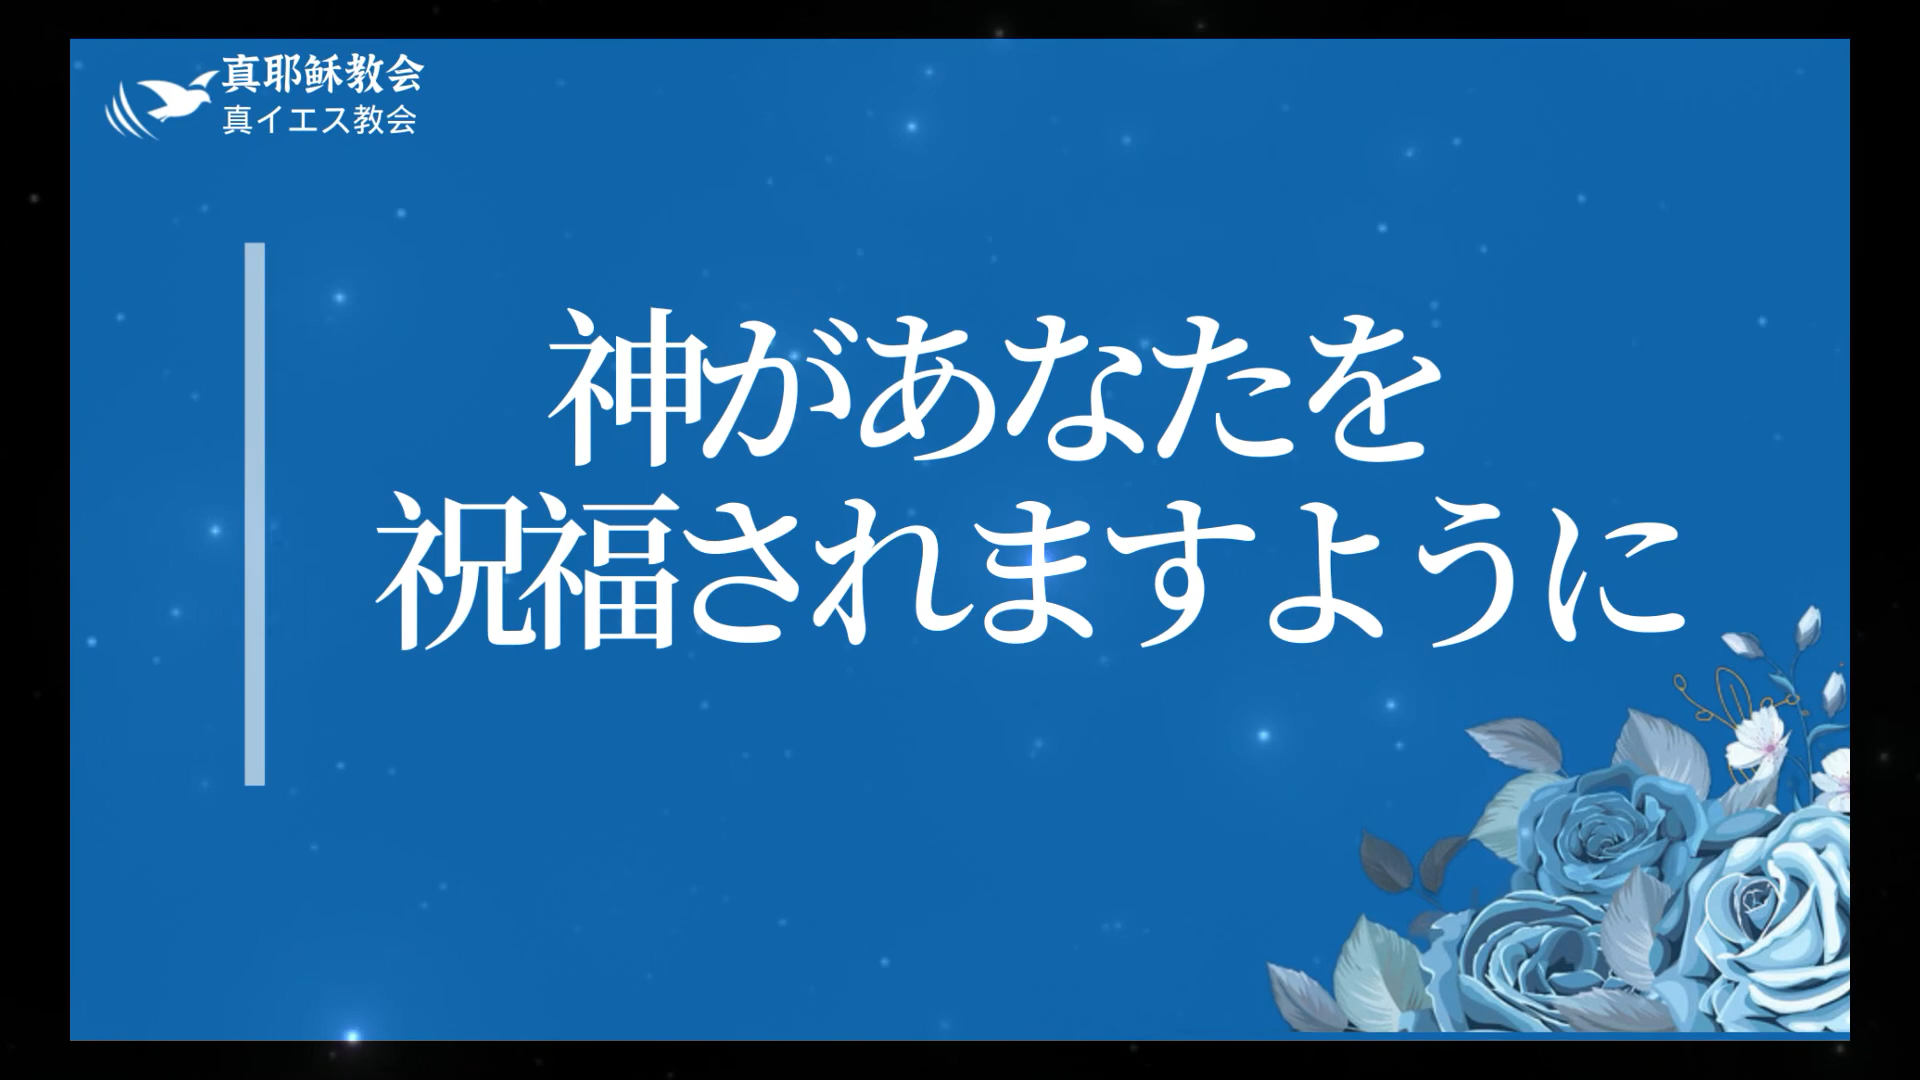 真耶稣教会
真イエス教会
神があなたを
祝福されますように